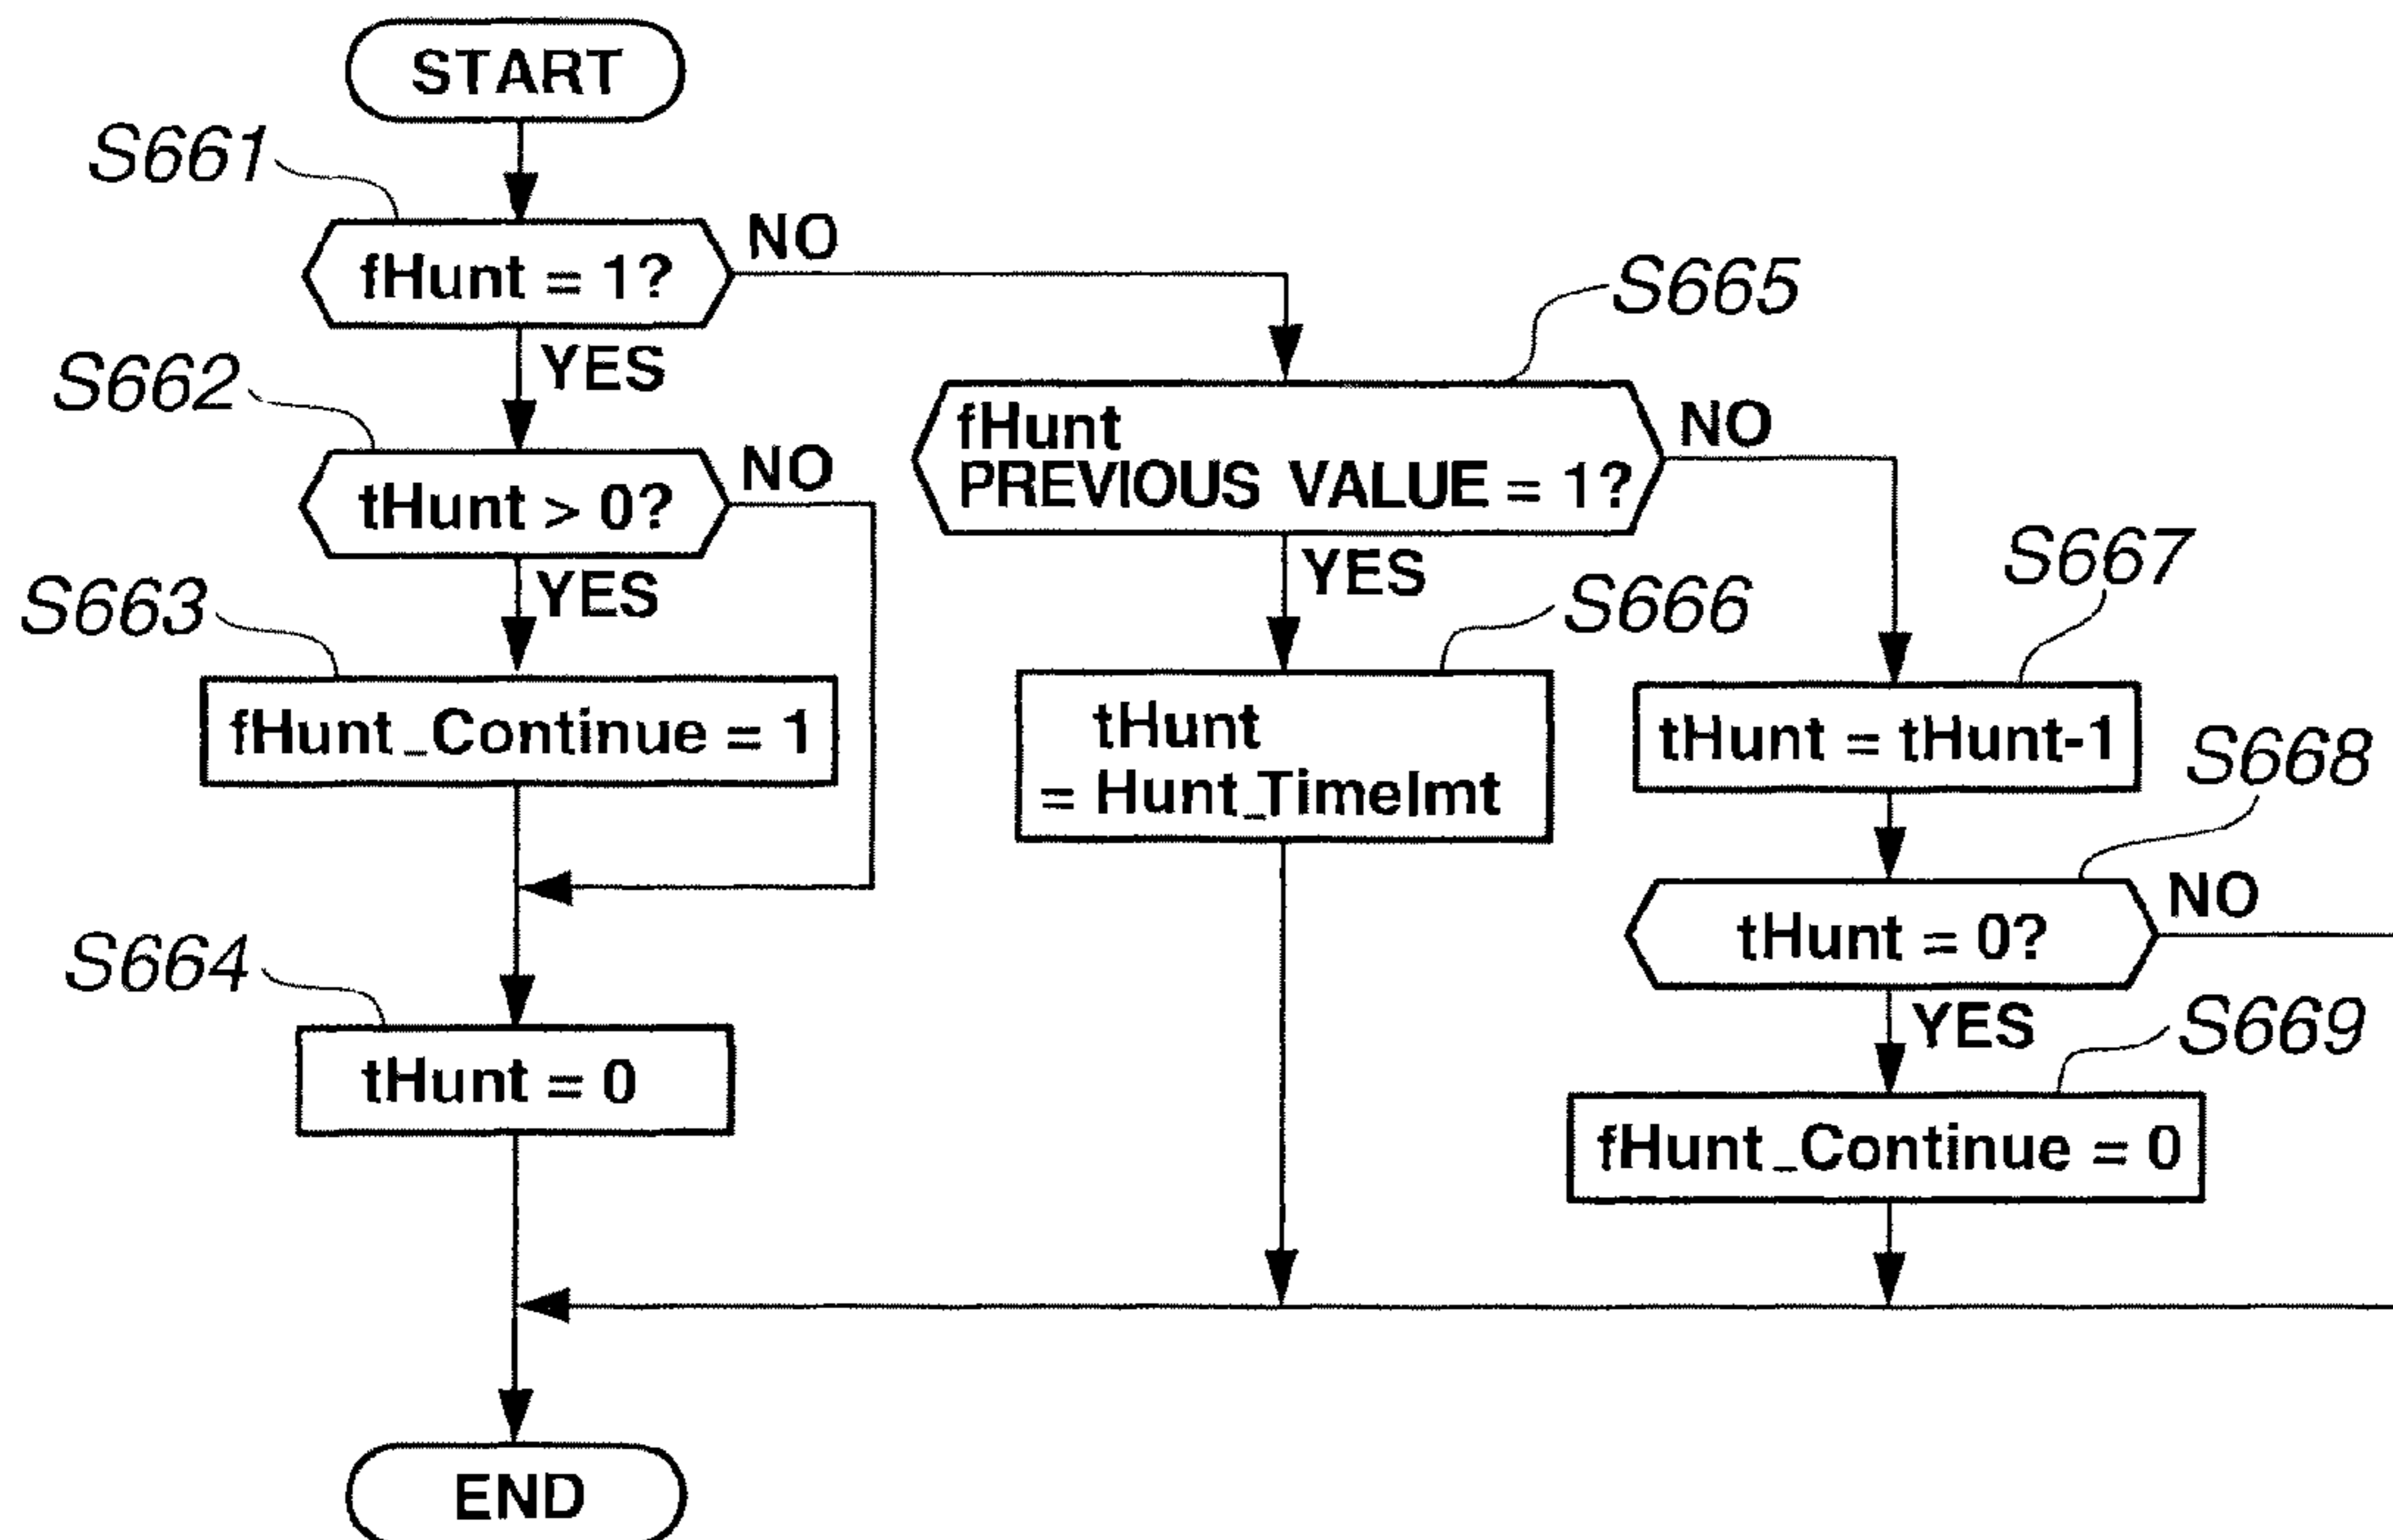 START
S661
fHunt = 1?
NO
YES
S662
tHunt > 0?
NO
YES
S663
fHunt_Continue = 1
S664
tHunt = 0
S665
fHunt
PREVIOUS VALUE = 1?
NO
YES
S666
tHunt
= Hunt_Timelmt
S667
tHunt = tHunt-1
S668
tHunt = 0?
NO
YES
S669
fHunt_Continue = 0
END